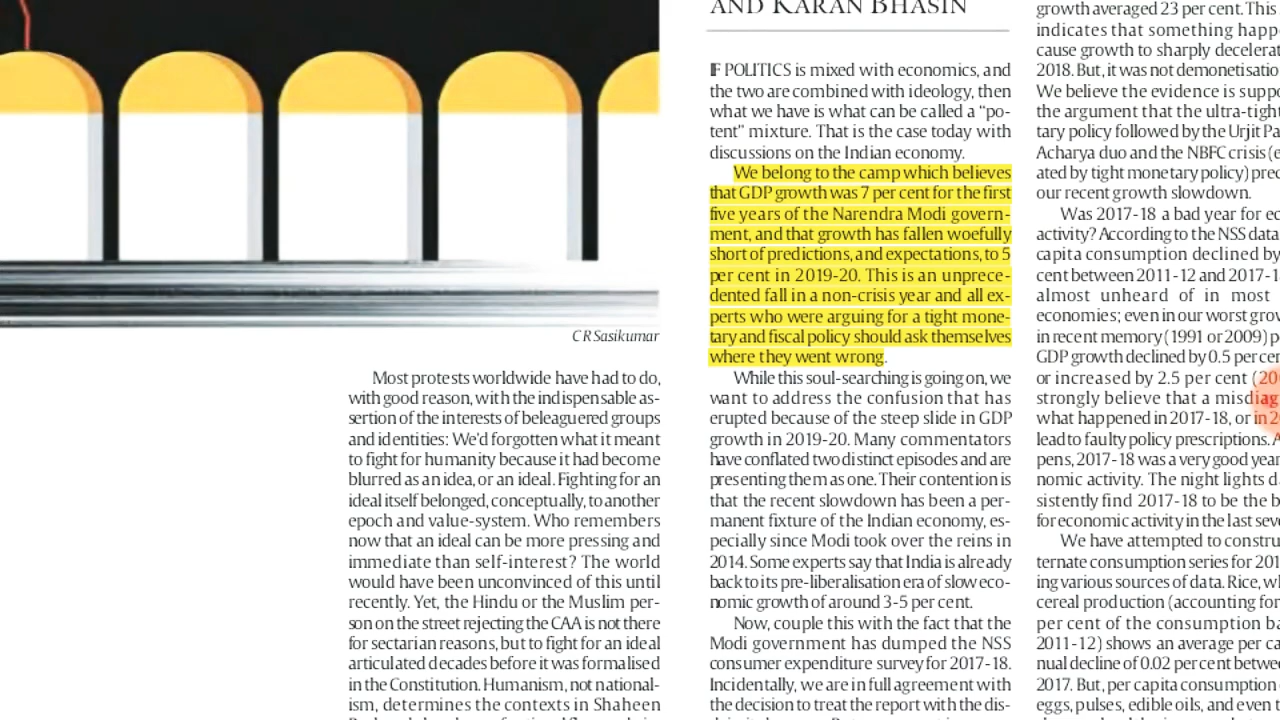 C R Sasikumar
Most protests worldwide have had to do,
with good reason, with the indispensable as-
sertion of the interests of beleaguered groups
and identities: We'd forgotten what it meant
to fight for humanity because it had become
blurred as an idea, or an ideal. Fighting for an
ideal itself belonged, conceptually, to another
epoch and value-system. Who remembers
now that an ideal can be more pressing and
immediate than self-interest? The world
would have been unconvinced of this until
recently. Yet, the Hindu or the Muslim per-
son on the street rejecting the CAA is not there
for sectarian reasons, but to fight for an ideal
articulated decades before it was formalised
in the Constitution. Humanism, not national-
ism, determines the contexts in Shaheen
AND KARAN BHASIN
IF POLITICS is mixed with economics, and
the two are combined with ideology, then
what we have is what can be called a “po-
tent” mixture. That is the case today with
discussions on the Indian economy.
We belong to the camp which believes
that GDP growth was 7 per cent for the first
five years of the Narendra Modi govern-
ment, and that growth has fallen woefully
short of predictions, and expectations, to 5
per cent in 2019-20. This is an unprece-
dented fall in a non-crisis year and all ex-
perts who were arguing for a tight mone-
tary and fiscal policy should ask themselves
where they went wrong.
While this soul-searching is going on, we
want to address the confusion that has
erupted because of the steep slide in GDP
growth in 2019-20. Many commentators
have conflated two distinct episodes and are
presenting them as one. Their contention is
that the recent slowdown has been a per-
manent fixture of the Indian economy, es-
pecially since Modi took over the reins in
2014. Some experts say that India is already
back to its pre-liberalisation era of slow eco-
nomic growth of around 3-5 per cent.
Now, couple this with the fact that the
Modi government has dumped the NSS
consumer expenditure survey for 2017-18.
Incidentally, we are in full agreement with
the decision to treat the report with the dis-
growth averaged 23 per cent. This
indicates that something happ
cause growth to sharply decelerat
2018. But, it was not demonetisatio
We believe the evidence is suppo
the argument that the ultra-tight
tary policy followed by the Urjit Pa
Acharya duo and the NBFC crisis (e
ated by tight monetary policy) prec
our recent growth slowdown.
Was 2017-18 a bad year for ec
activity? According to the NSS data,
capita consumption declined by
cent between 2011-12 and 2017-1
almost unheard of in most
economies; even in our worst grow
in recent memory (1991 or 2009) p
GDP growth declined by 0.5 per cen
or increased by 2.5 per cent (20
strongly believe that a misdiag
what happened in 2017-18, or in 2
lead to faulty policy prescriptions. A
pens, 2017-18 was a very good year
nomic activity. The night lights d
sistently find 2017-18 to be the b
for economic activity in the last seve
We have attempted to constru
ternate consumption series for 201
ing various sources of data. Rice, wh
cereal production (accounting for
per cent of the consumption ba
2011-12) shows an average per ca
nual decline of 0.02 per cent betwe
2017. But, per capita consumption
eggs, pulses, edible oils, and even